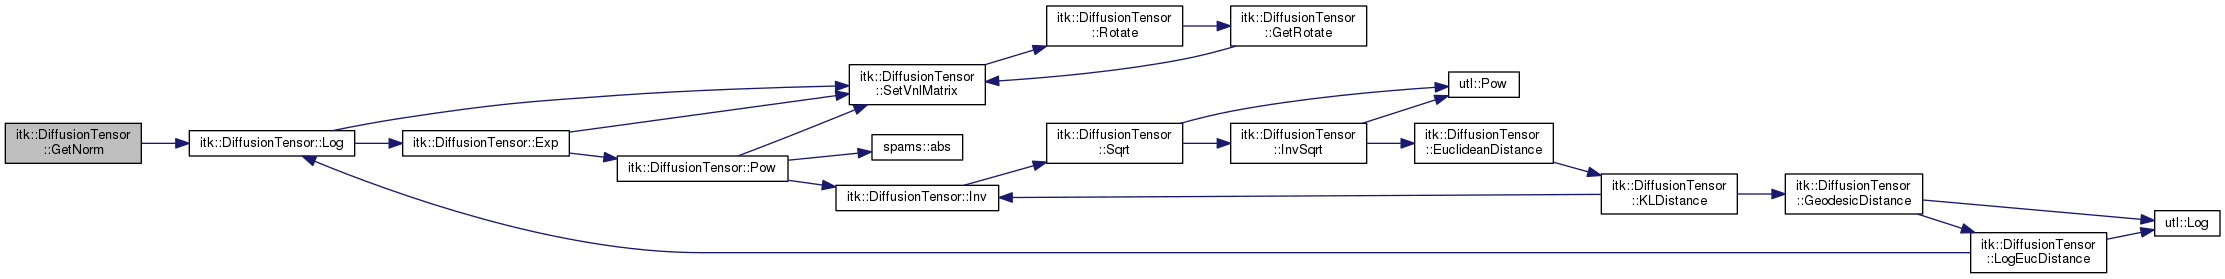 itk::DiffusionTensor
::GetNorm
itk::DiffusionTensor::Log
itk::DiffusionTensor::Exp
itk::DiffusionTensor::Pow
itk::DiffusionTensor
::SetVnlMatrix
spams::abs
itk::DiffusionTensor::Inv
itk::DiffusionTensor
::Rotate
itk::DiffusionTensor
::GetRotate
itk::DiffusionTensor
::Sqrt
itk::DiffusionTensor
::InvSqrt
utl::Pow
itk::DiffusionTensor
::EuclideanDistance
itk::DiffusionTensor
::KLDistance
itk::DiffusionTensor
::GeodesicDistance
itk::DiffusionTensor
::LogEucDistance
utl::Log